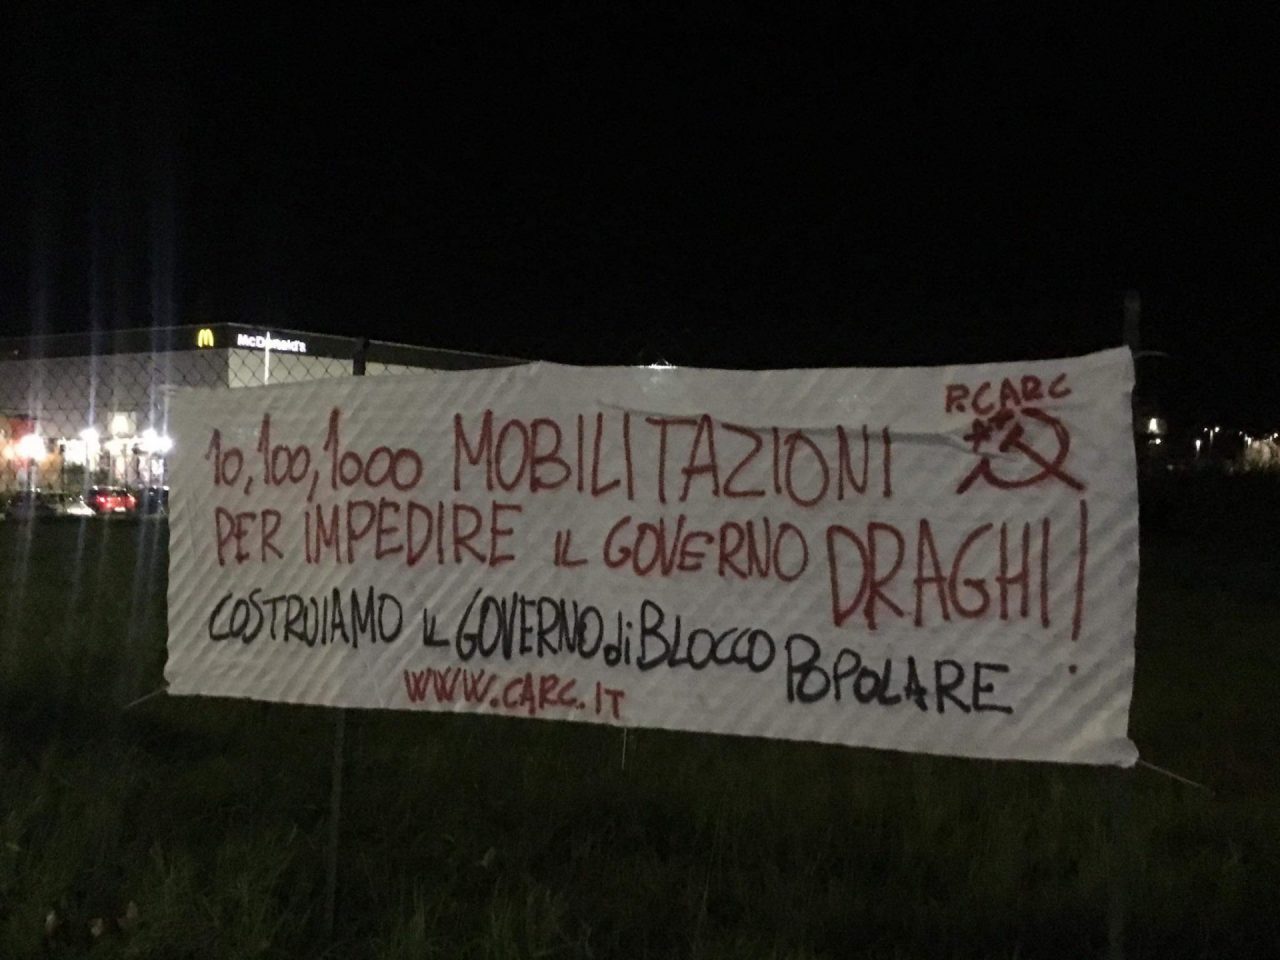 McDonald's
P.CARC
10, 100, 1000 MOBILITAZIONI
PER IMPEDIRE IL GOVERNO DRAGHI!
COSTRUIAMO IL GOVERNO di BLOCCO POPOLARE
WWW.CARC.IT